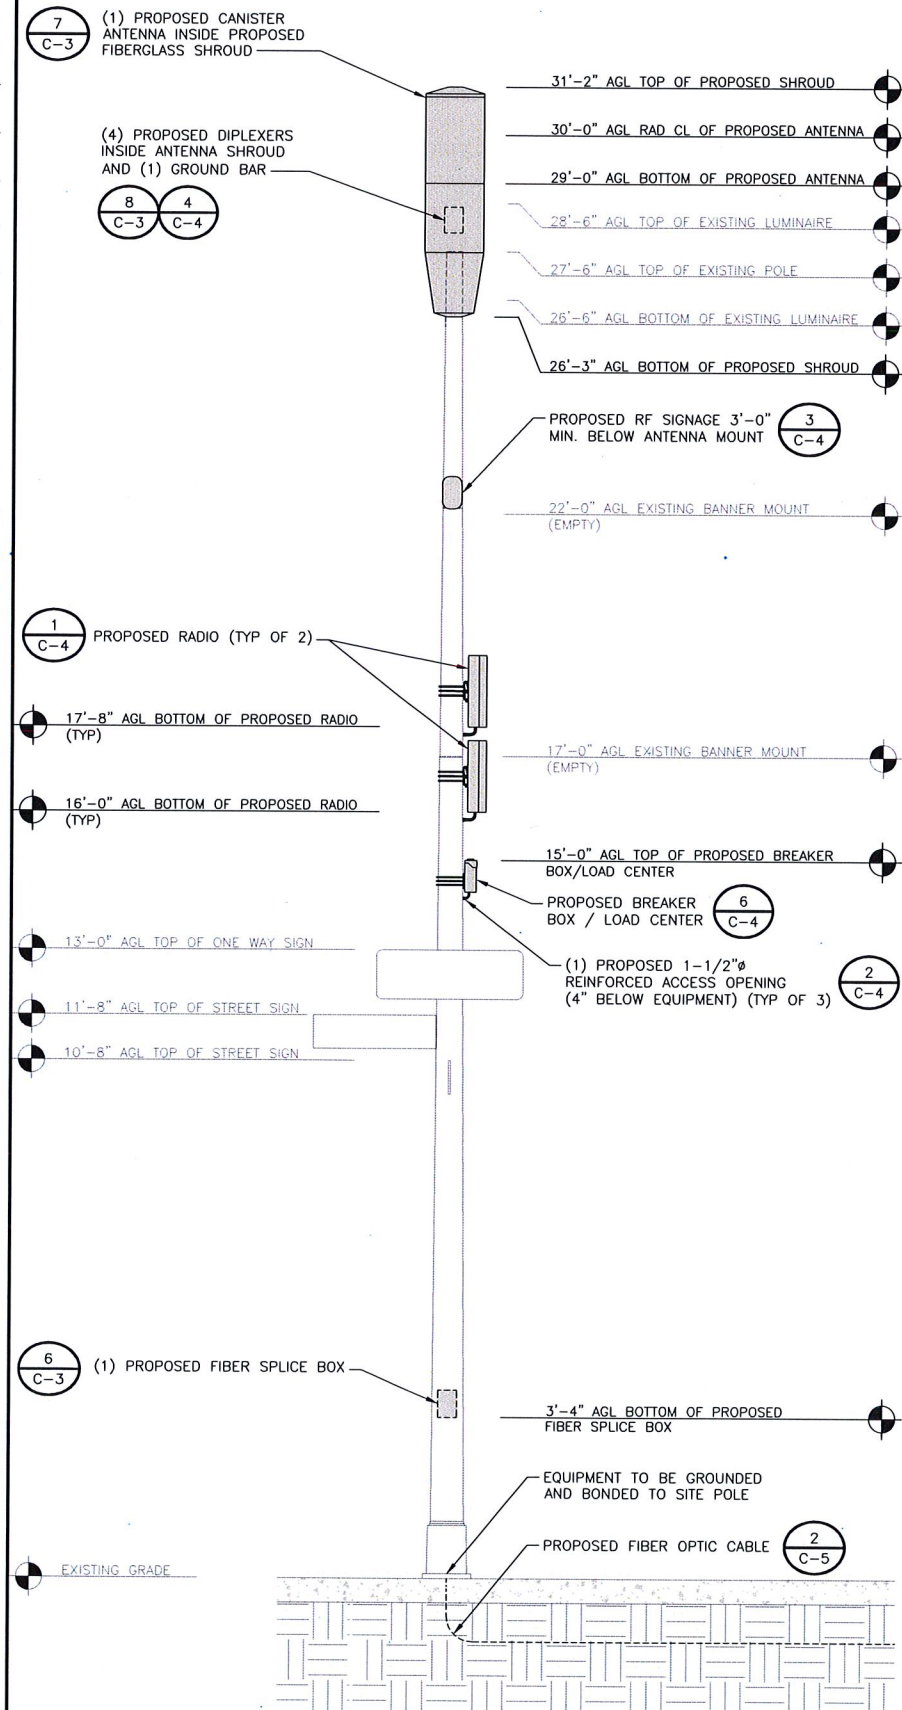 7
C-3
(1) PROPOSED CANISTER
ANTENNA INSIDE PROPOSED
FIBERGLASS SHROUD
31'-2" AGL TOP OF PROPOSED SHROUD
30'-0" AGL RAD CL OF PROPOSED ANTENNA
(4) PROPOSED DIPLEXERS
INSIDE ANTENNA SHROUD
AND (1) GROUND BAR
8
C-3
4
C-4
29'-0" AGL BOTTOM OF PROPOSED ANTENNA
28'-6" AGL TOP OF EXISTING LUMINAIRE
27'-6" AGL TOP OF EXISTING POLE
26'-6" AGL BOTTOM OF EXISTING LUMINAIRE
26'-3" AGL BOTTOM OF PROPOSED SHROUD
PROPOSED RF SIGNAGE 3'-0"
MIN. BELOW ANTENNA MOUNT
3
C-4
22'-0" AGL EXISTING BANNER MOUNT
(EMPTY)
1
C-4
PROPOSED RADIO (TYP OF 2)
17'-8" AGL BOTTOM OF PROPOSED RADIO
(TYP)
17'-0" AGL EXISTING BANNER MOUNT
(EMPTY)
16'-0" AGL BOTTOM OF PROPOSED RADIO
(TYP)
15'-0" AGL TOP OF PROPOSED BREAKER
BOX/LOAD CENTER
PROPOSED BREAKER
BOX / LOAD CENTER
6
C-4
13'-0" AGL TOP OF ONE WAY SIGN
(1) PROPOSED 1-1/2"ø
REINFORCED ACCESS OPENING
(4" BELOW EQUIPMENT) (TYP OF 3)
2
C-4
11'-8" AGL TOP OF STREET SIGN
10'-8" AGL TOP OF STREET SIGN
6
C-3
(1) PROPOSED FIBER SPLICE BOX
3'-4" AGL BOTTOM OF PROPOSED
FIBER SPLICE BOX
EQUIPMENT TO BE GROUNDED
AND BONDED TO SITE POLE
PROPOSED FIBER OPTIC CABLE
2
C-5
EXISTING GRADE